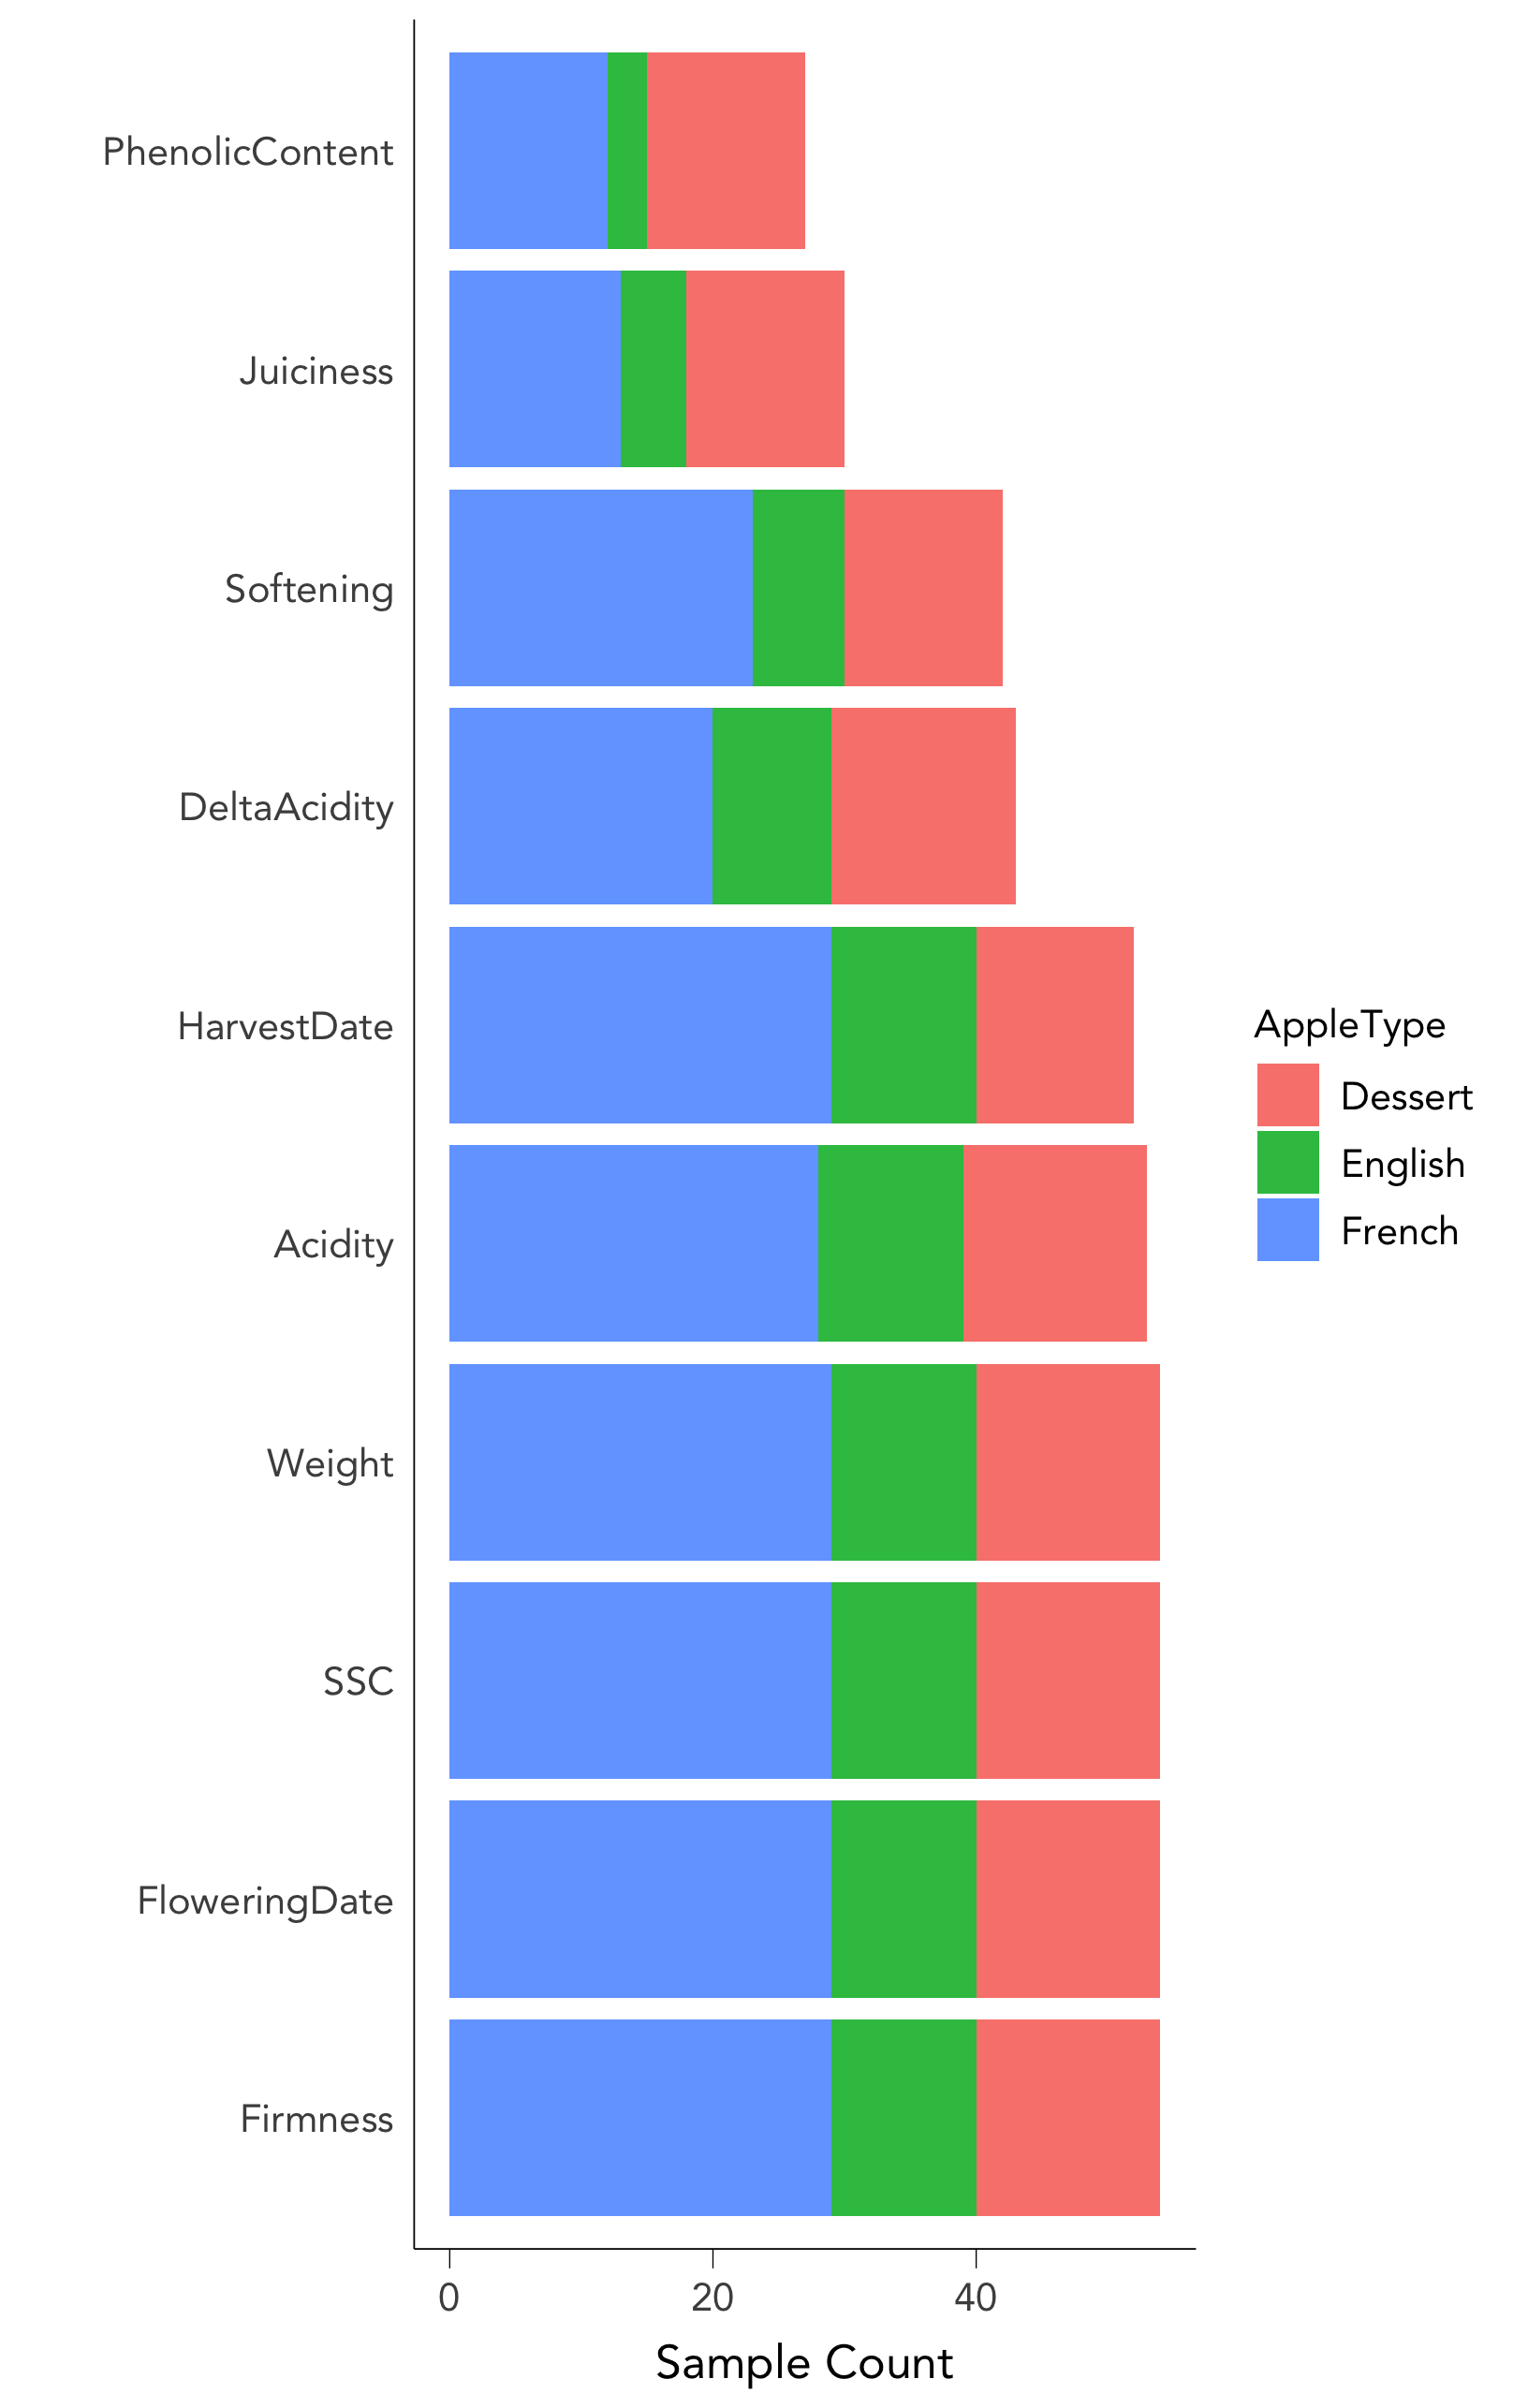 PhenolicContent
Juiciness
Softening
DeltaAcidity
HarvestDate
Acidity
Weight
SSC
FloweringDate
Firmness
0 20 40
Sample Count
AppleType
Dessert
English
French